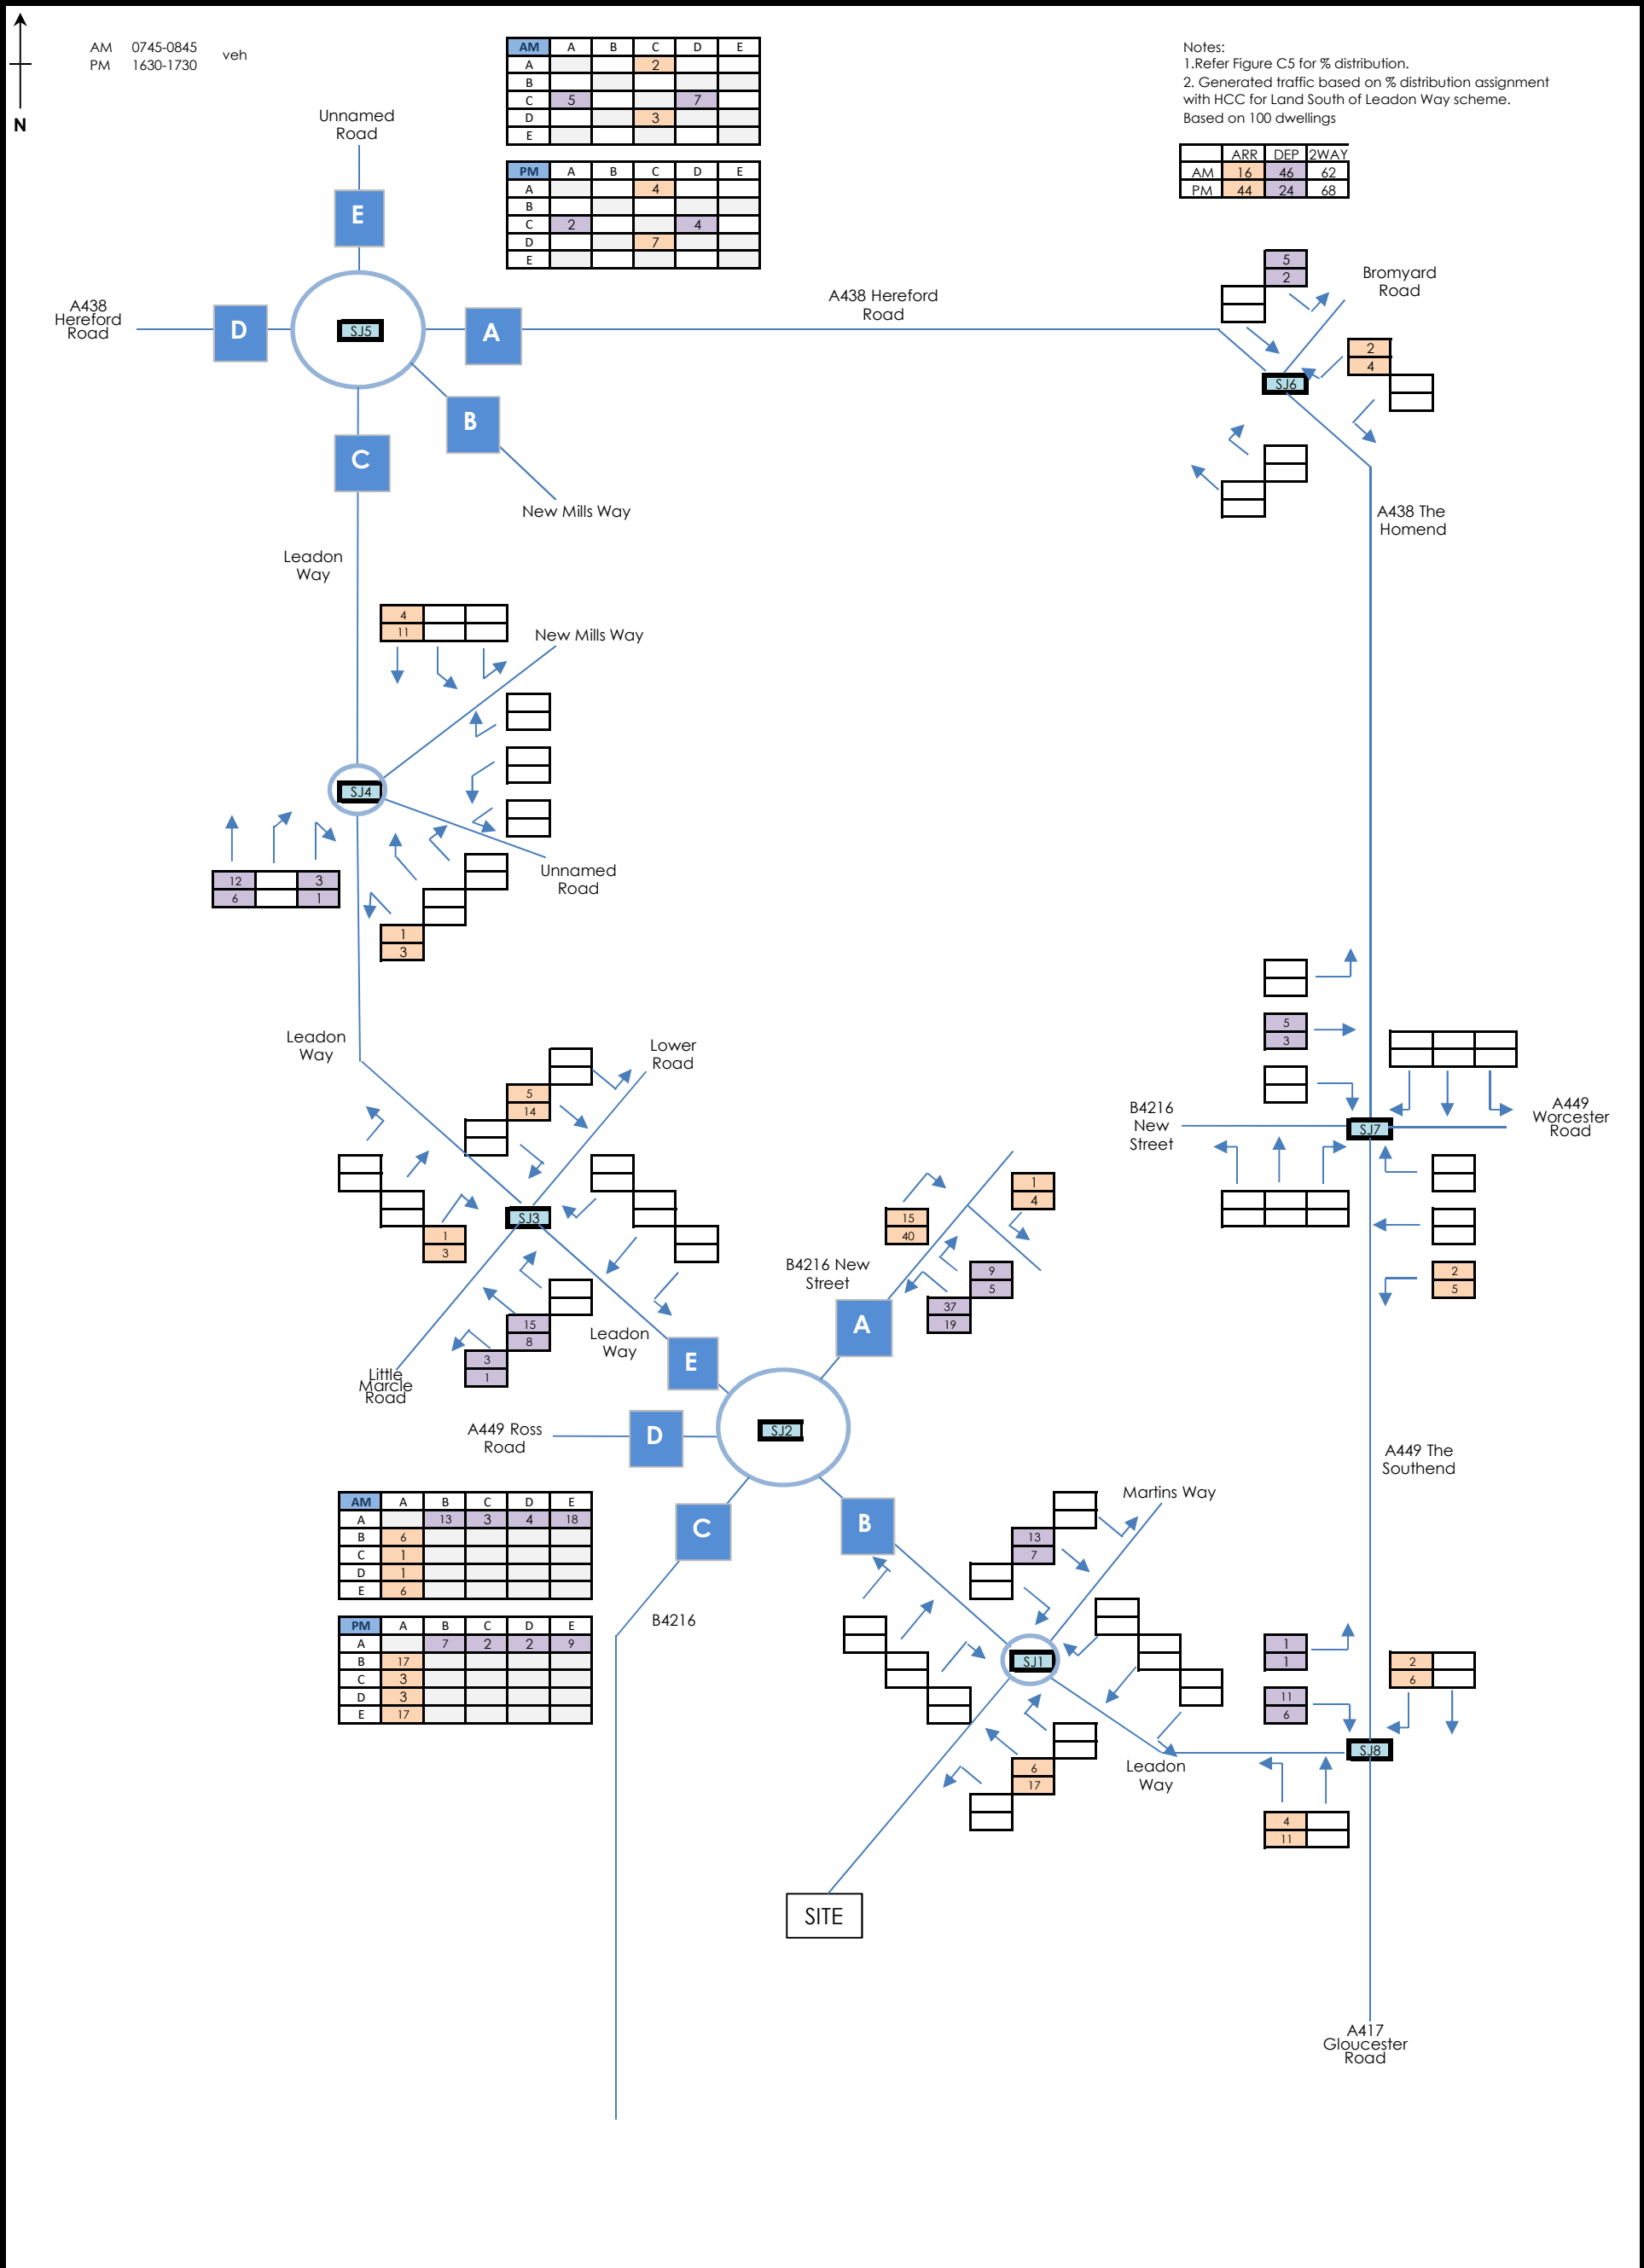 AM 0745-0845 veh
PM 1630-1730
N
AM A B C D E
A 2
B
C 5 7
D 3
E
PM A B C D E
A 4
B
C 2 4
D 7
E
Notes:
1.Refer Figure C5 for % distribution.
2. Generated traffic based on % distribution assignment
with HCC for Land South of Leadon Way scheme.
Based on 100 dwellings
ARR DEP 2WAY
AM 16 46 62
PM 44 24 68
Unnamed
Road
E
A438
Hereford
Road
D
SJ5
A
B
C
New Mills Way
A438 Hereford
Road
5
2
Bromyard
Road
2
4
SJ6
A438 The
Homend
Leadon
Way
4
11
New Mills Way
SJ4
Unnamed
Road
12 3
6 1
1
3
Leadon
Way
Lower
Road
5
14
SJ3
1
3
15
8
3
1
Leadon
Way
Little
Marcle
Road
5
3
B4216
New
Street
SJ7
A449
Worcester
Road
2
5
1
4
15
40
B4216 New
Street
9
5
37
19
A
E
A449 Ross
Road
D
SJ2
C
B
A449 The
Southend
AM A B C D E
A 13 3 4 18
B 6
C 1
D 1
E 6
PM A B C D E
A 7 2 2 9
B 17
C 3
D 3
E 17
B4216
Martins Way
13
7
SJ1
6
17
Leadon
Way
1
1
11
6
2
6
SJ8
4
11
SITE
A417
Gloucester
Road